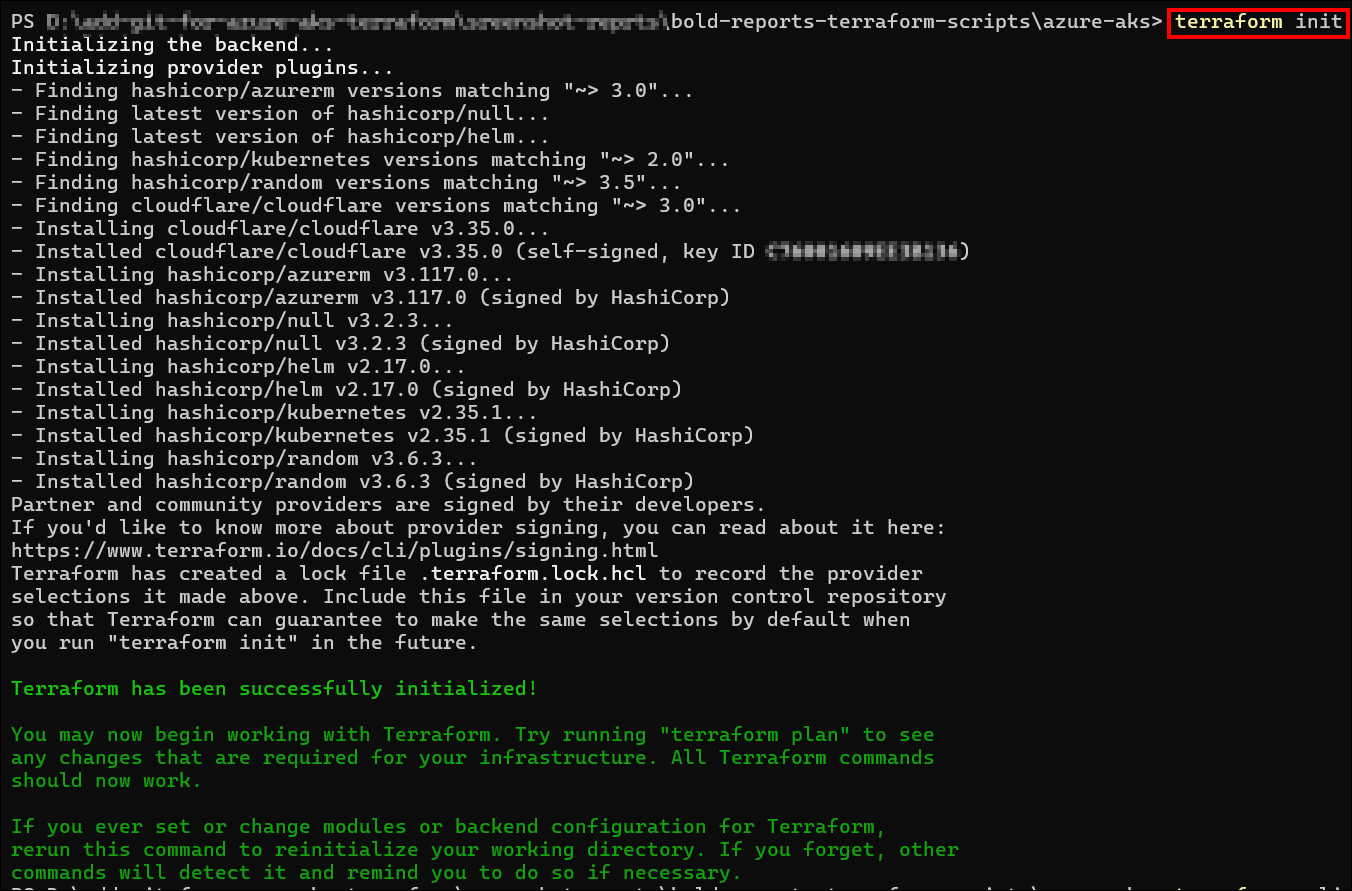 PS \bold-reports-terraform-scripts\azure-aks> terraform init
Initializing the backend...
Initializing provider plugins...
- Finding hashicorp/azurerm versions matching "~> 3.0"...
- Finding latest version of hashicorp/null...
- Finding latest version of hashicorp/helm...
- Finding hashicorp/kubernetes versions matching "~> 2.0"...
- Finding hashicorp/random versions matching "~> 3.5"...
- Finding cloudflare/cloudflare versions matching "~> 3.0"...
- Installing cloudflare/cloudflare v3.35.0...
- Installed cloudflare/cloudflare v3.35.0 (self-signed, key ID )
- Installing hashicorp/azurerm v3.117.0...
- Installed hashicorp/azurerm v3.117.0 (signed by HashiCorp)
- Installing hashicorp/null v3.2.3...
- Installed hashicorp/null v3.2.3 (signed by HashiCorp)
- Installing hashicorp/helm v2.17.0...
- Installed hashicorp/helm v2.17.0 (signed by HashiCorp)
- Installing hashicorp/kubernetes v2.35.1...
- Installed hashicorp/kubernetes v2.35.1 (signed by HashiCorp)
- Installing hashicorp/random v3.6.3...
- Installed hashicorp/random v3.6.3 (signed by HashiCorp)
Partner and community providers are signed by their developers.
If you'd like to know more about provider signing, you can read about it here:
https://www.terraform.io/docs/cli/plugins/signing.html
Terraform has created a lock file .terraform.lock.hcl to record the provider
selections it made above. Include this file in your version control repository
so that Terraform can guarantee to make the same selections by default when
you run "terraform init" in the future.
Terraform has been successfully initialized!
You may now begin working with Terraform. Try running "terraform plan" to see
any changes that are required for your infrastructure. All Terraform commands
should now work.
If you ever set or change modules or backend configuration for Terraform,
rerun this command to reinitialize your working directory. If you forget, other
commands will detect it and remind you to do so if necessary.